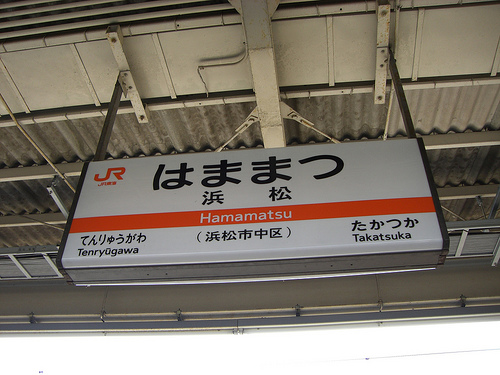 JR
JR東海
はままつ
浜松
Hamamatsu
(浜松市中区)
てんりゅうがわ
Tenryūgawa
たかつか
Takatsuka